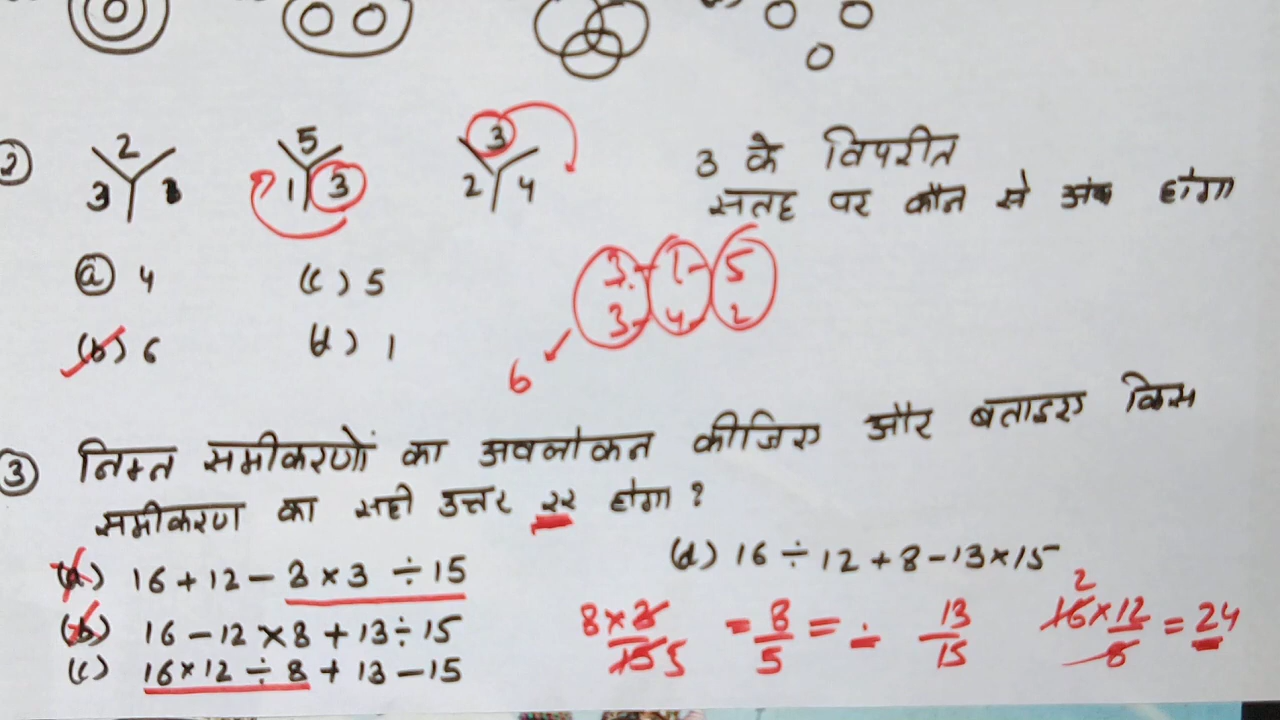 ② 2 5 3 3 के विपरीत
3 1 1 3 2 4 सतह पर कौन से अंक होगा
ⓐ 4 (c) 5 3 - 1 - 5
3 - 4 - 2
(b) 6 (d) 1
6
③ निम्न समीकरणों का अवलोकन कीजिए और बताइए किस
समीकरण का सही उत्तर २२ होगा ?
(a) 16 + 12 - 8 × 3 ÷ 15 (d) 16 ÷ 12 + 8 - 13 × 15
(b) 16 - 12 × 8 + 13 ÷ 15
(c) 16 × 12 ÷ 8 + 13 - 15
8 × 3 / 15 5 = 8/5 = . 13/15 2 16 × 12 / 8 = 24